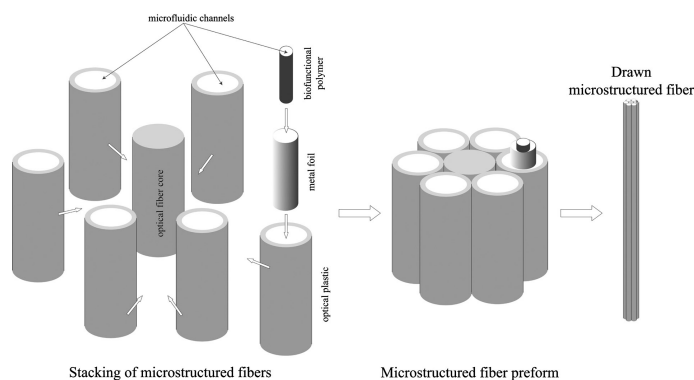 microfluidic channels
biofunctional
polymer
metal foil
optical fiber core
optical plastic
Drawn
microstructured fiber
Stacking of microstructured fibers
Microstructured fiber preform